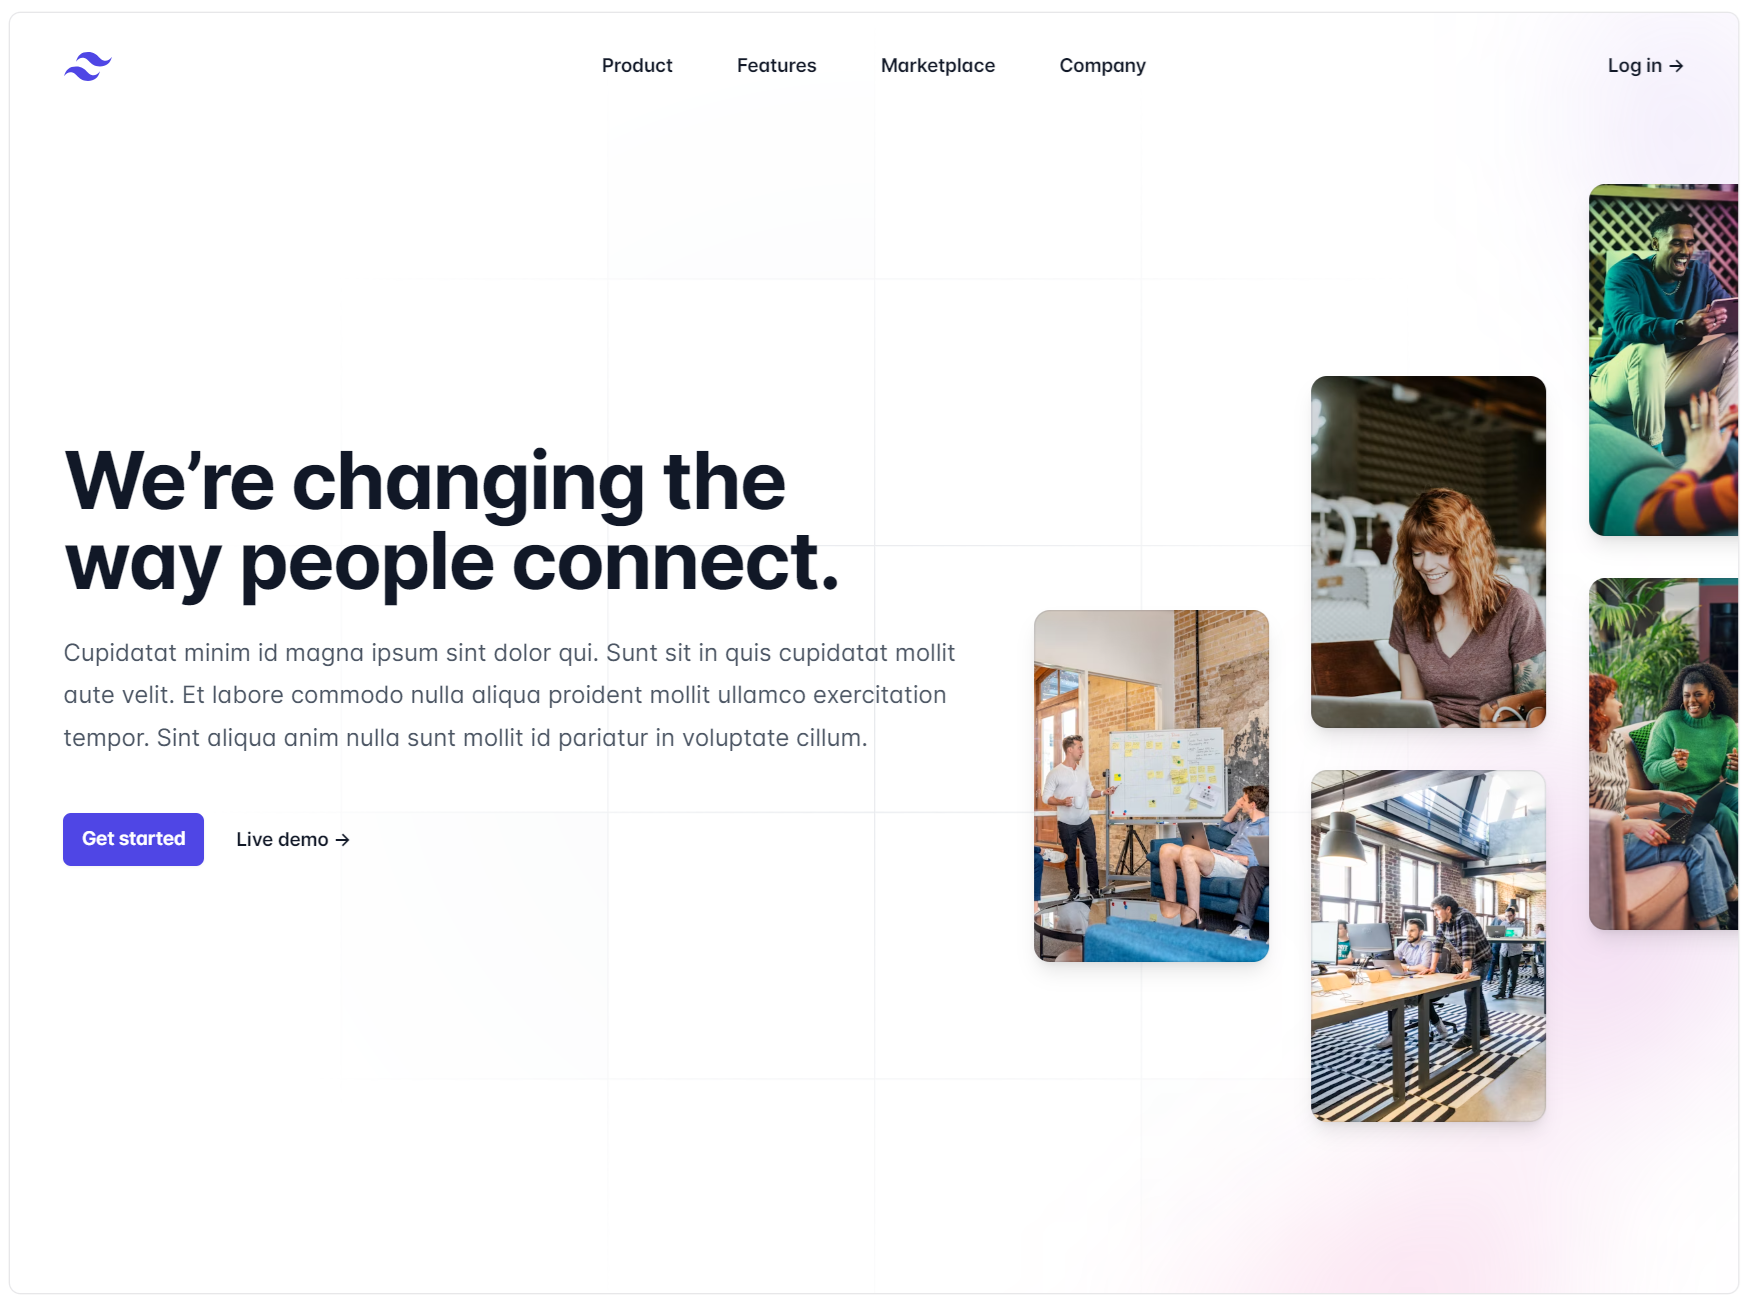 Product
Features
Marketplace
Company
Log in →
We’re changing the
way people connect.
Cupidatat minim id magna ipsum sint dolor qui. Sunt sit in quis cupidatat mollit
aute velit. Et labore commodo nulla aliqua proident mollit ullamco exercitation
tempor. Sint aliqua anim nulla sunt mollit id pariatur in voluptate cillum.
Get started
Live demo →